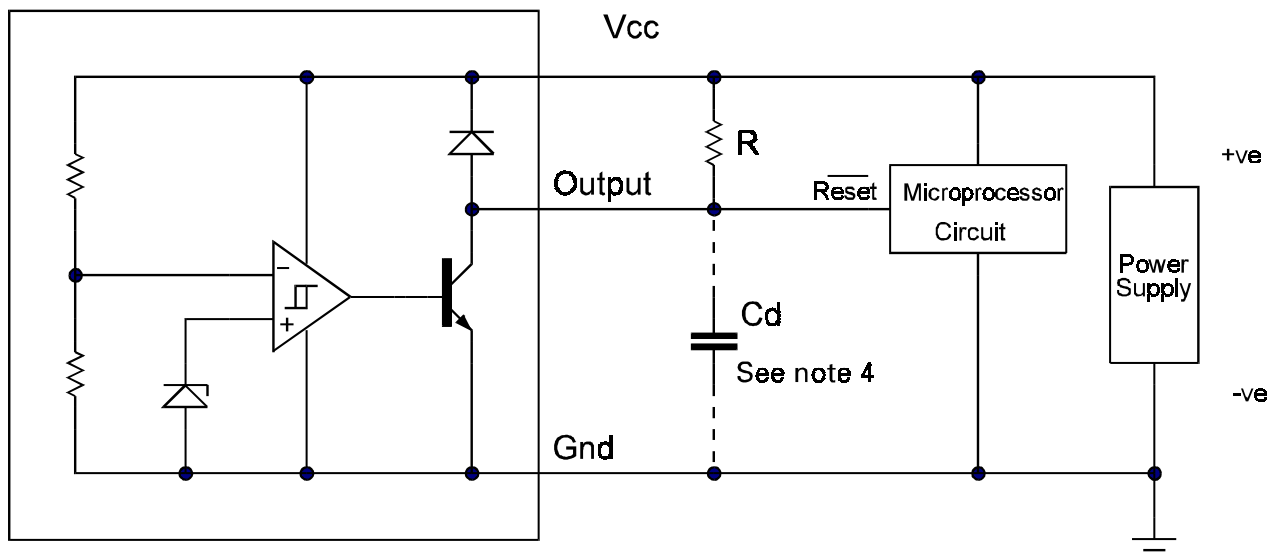 Vcc
R
+ve
Output
Reset
Microprocessor
Circuit
Power
Supply
−
+
Cd
See note 4
-ve
Gnd